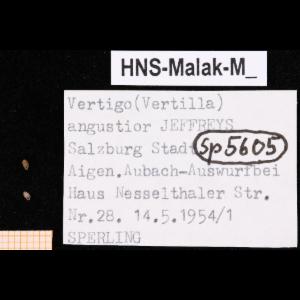 HNS-Malak-M_
Vertigo(Vertilla)
angustior JEFFREYS
Salzburg Stadt
Sp5605
Aigen.Aubach-Auswurfbei
Haus Nesselthaler Str.
Nr.28. 14.5.1954/1
SPERLING